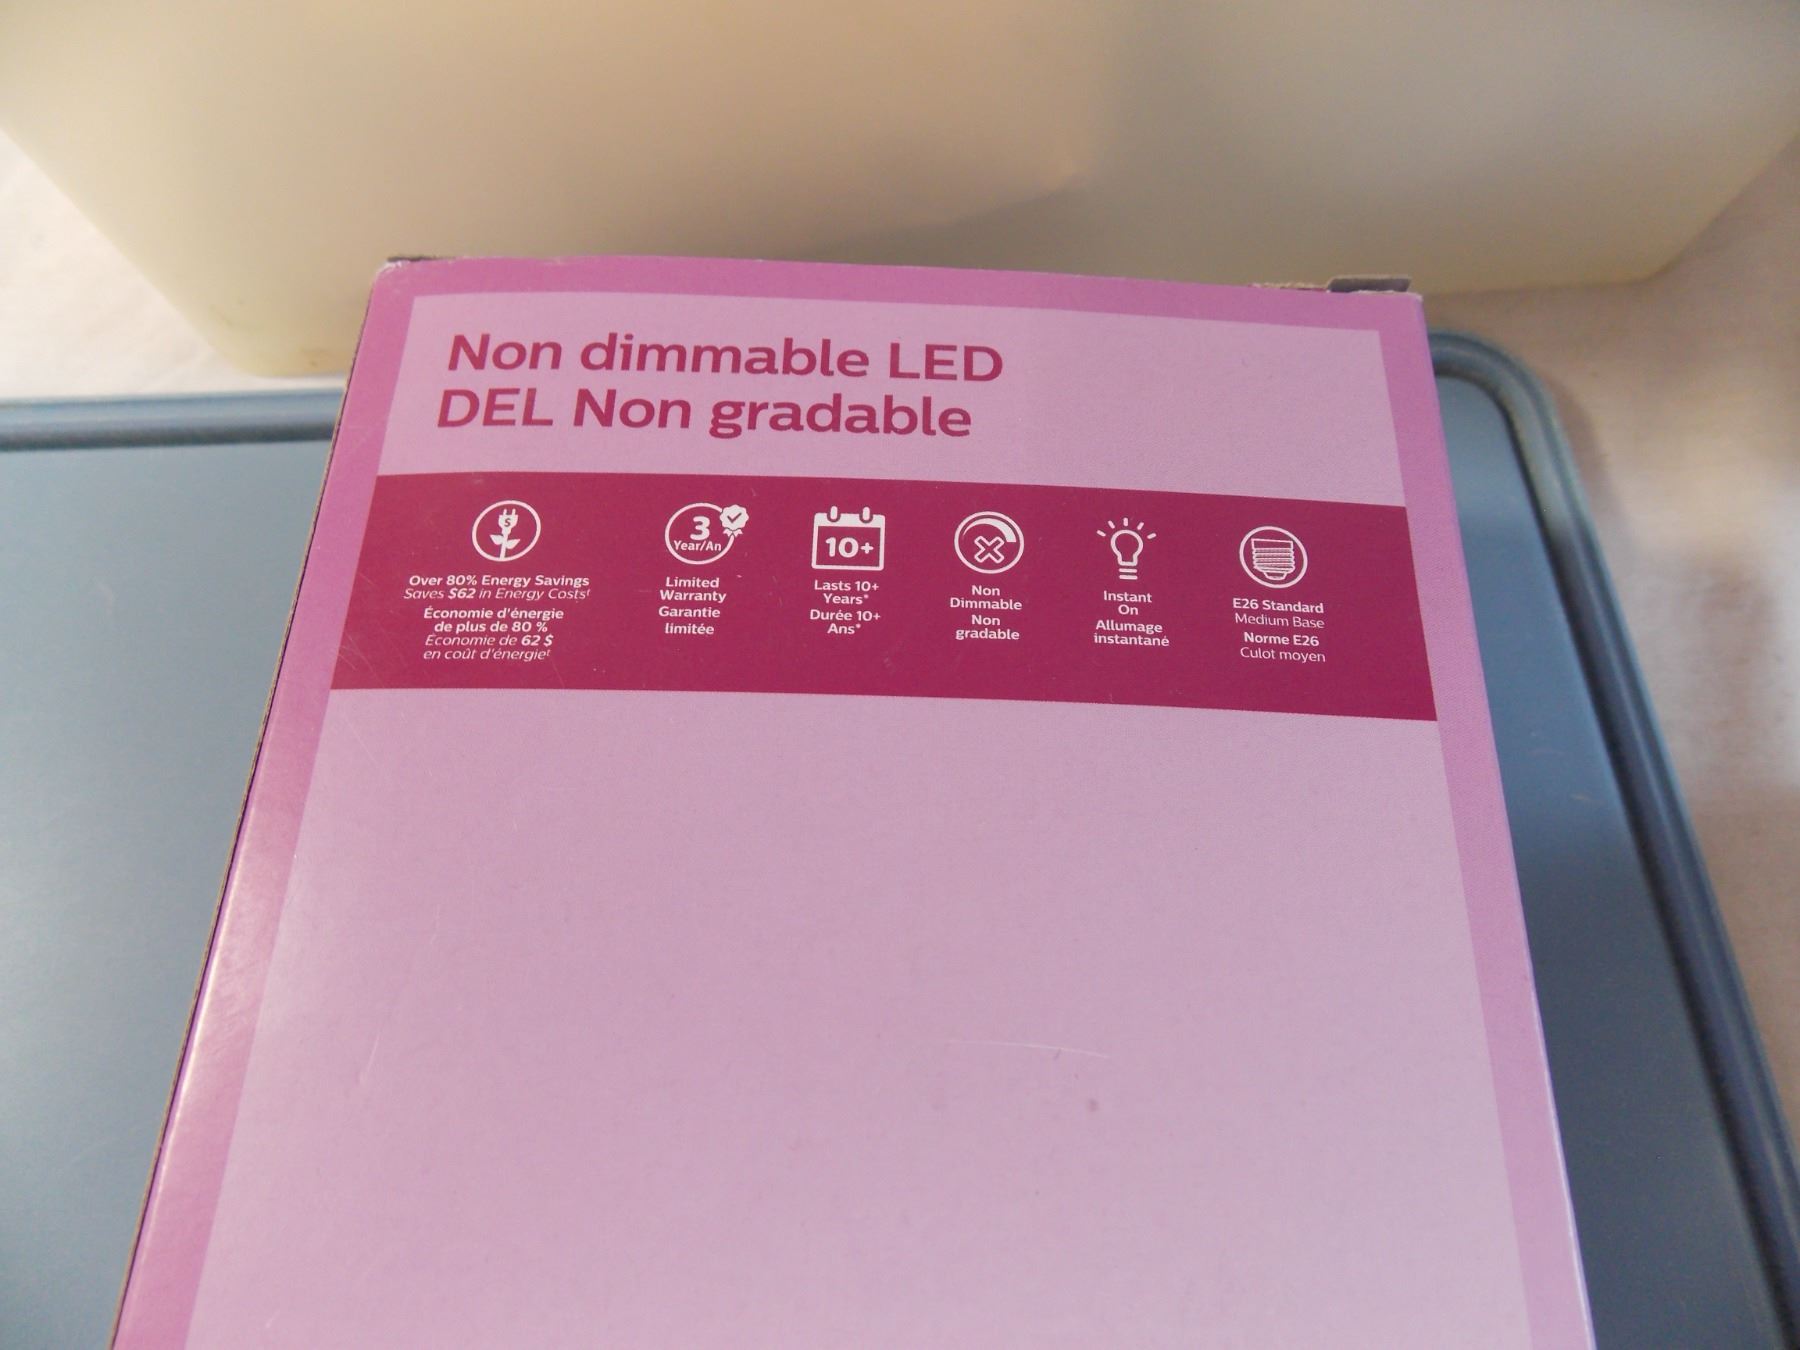 Non dimmable LED
DEL Non gradable
$
Over 80% Energy Savings
Saves $62 in Energy Costs†
Économie d'énergie
de plus de 80 %
Économie de 62 $
en coût d'énergie†
3
Year/An
Limited
Warranty
Garantie
limitée
10+
Lasts 10+
Years*
Durée 10+
Ans*
Non
Dimmable
Non
gradable
Instant
On
Allumage
instantané
E26 Standard
Medium Base
Norme E26
Culot moyen